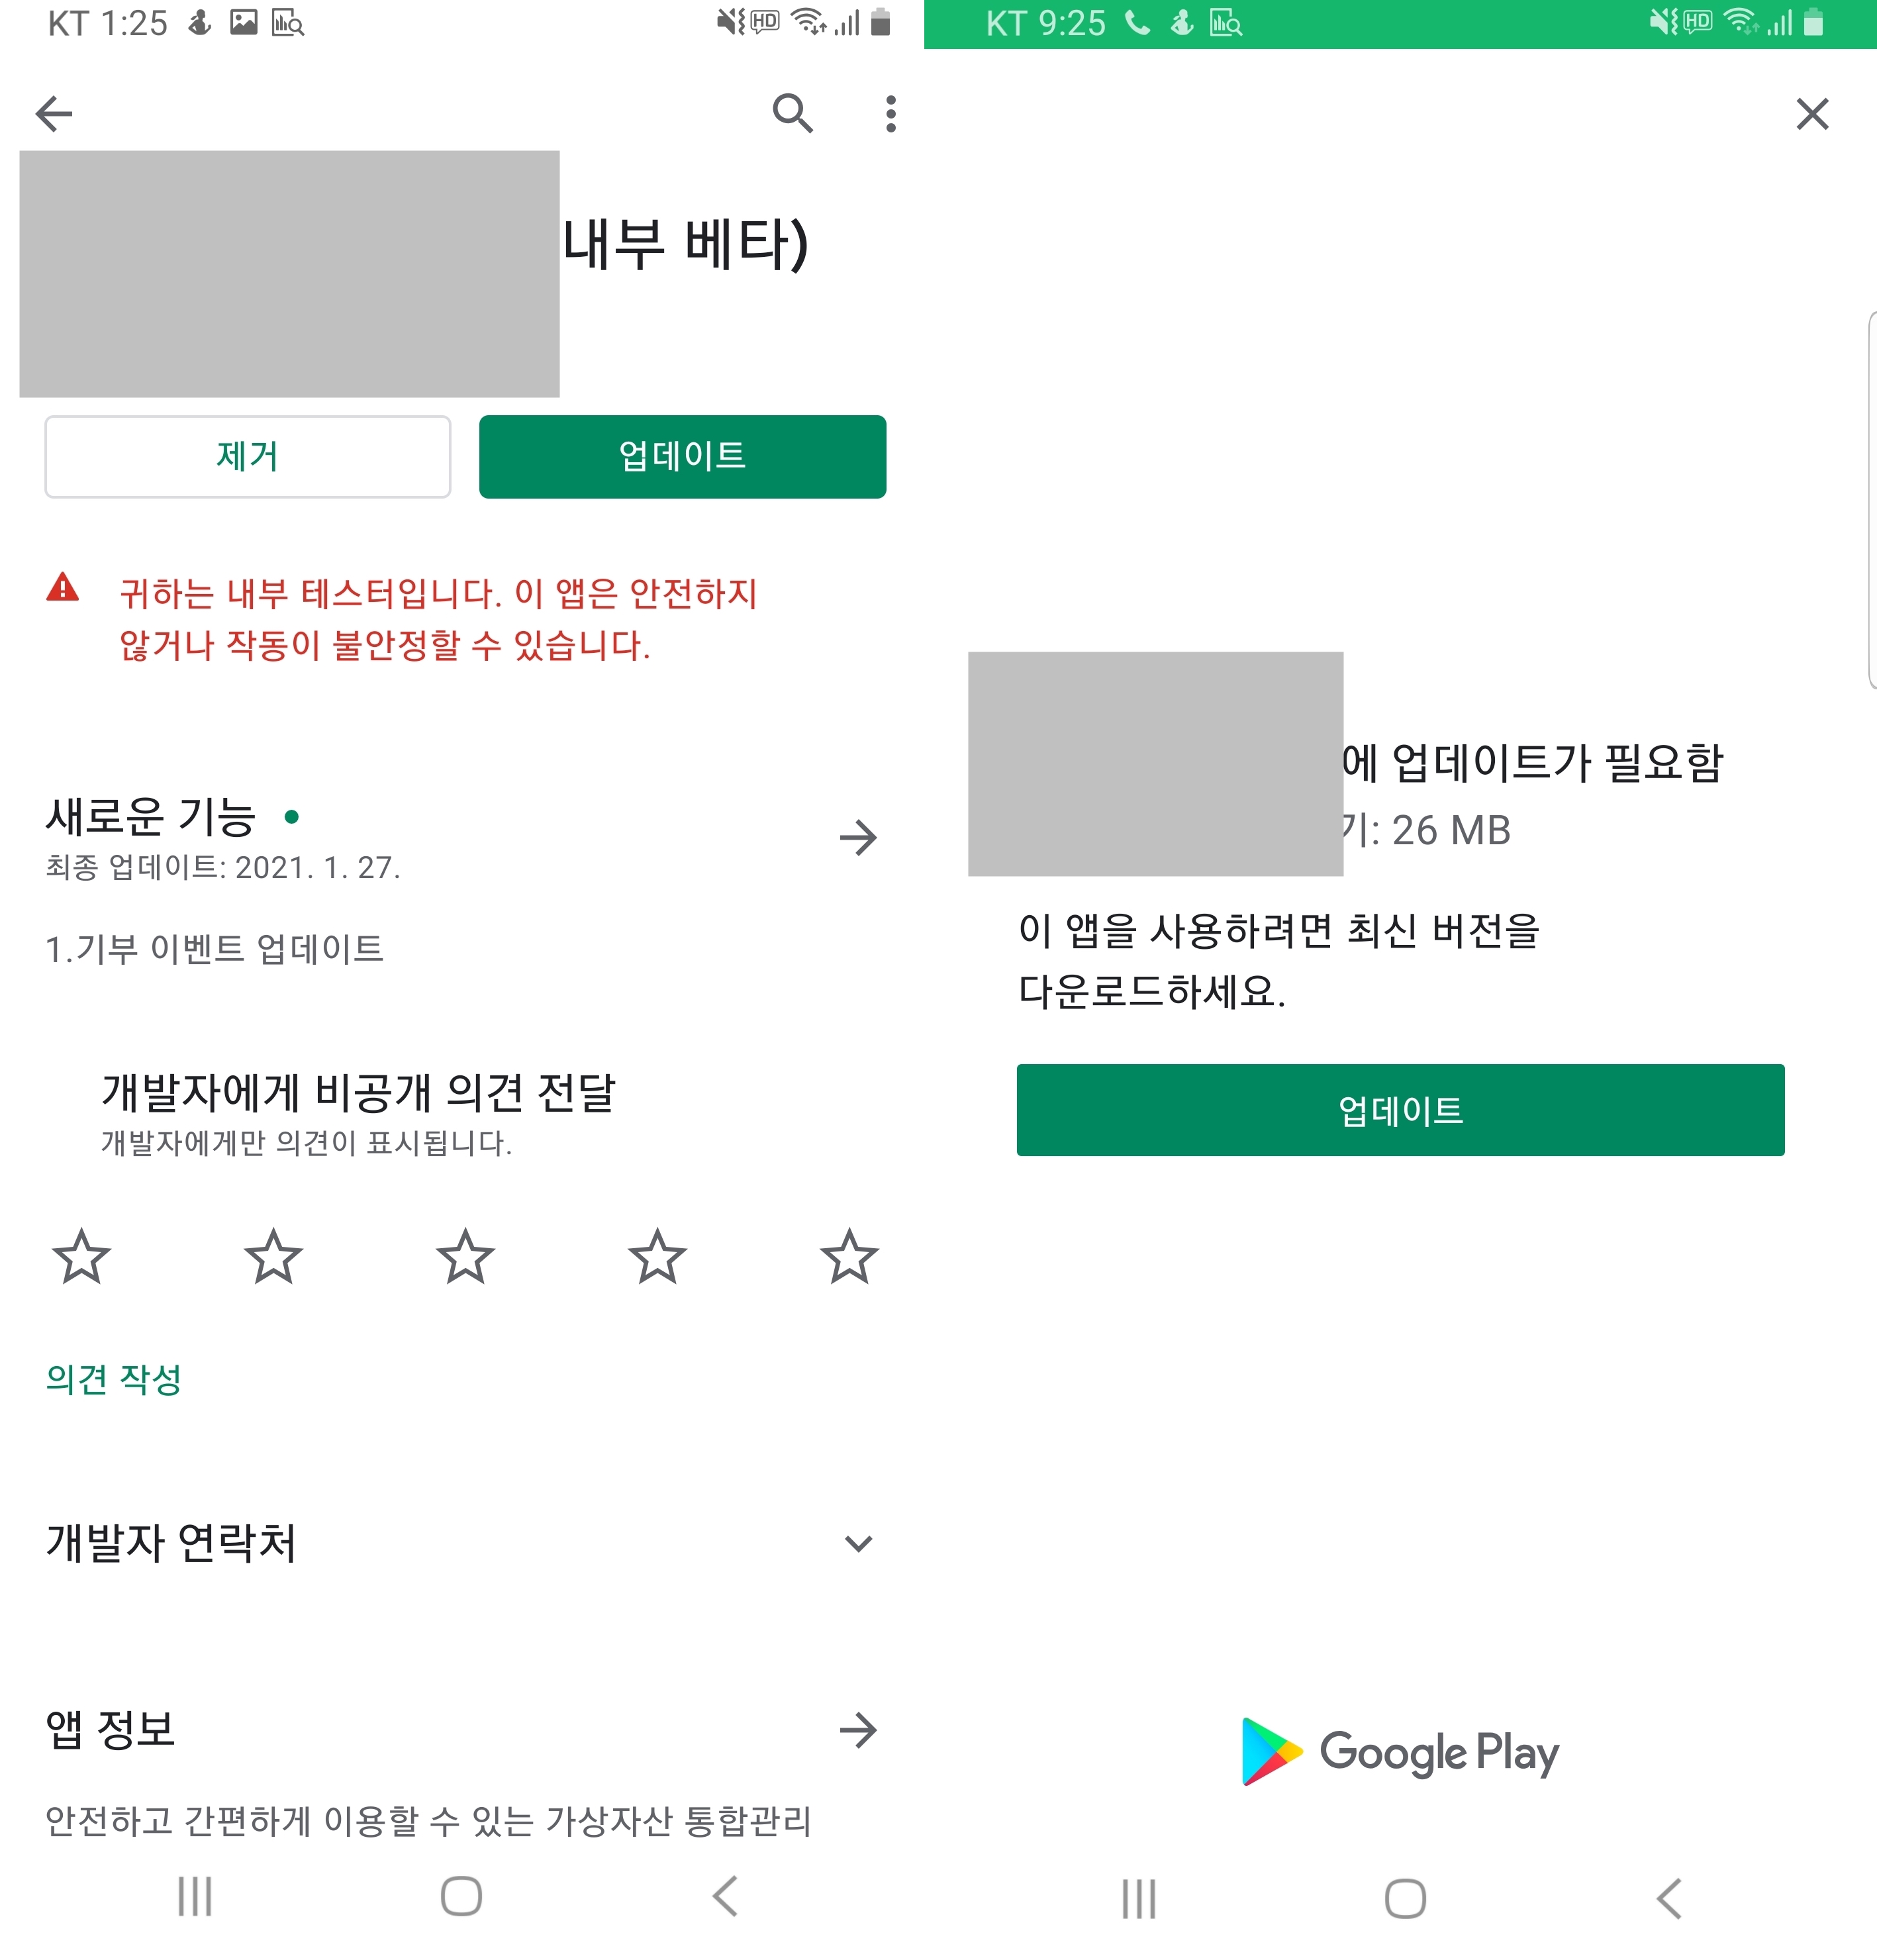 KT 1:25
내부 베타)
제거
업데이트
귀하는 내부 테스터입니다. 이 앱은 안전하지
않거나 작동이 불안정할 수 있습니다.
새로운 기능
최종 업데이트: 2021. 1. 27.
1.기부 이벤트 업데이트
개발자에게 비공개 의견 전달
개발자에게만 의견이 표시됩니다.
의견 작성
개발자 연락처
앱 정보
안전하고 간편하게 이용할 수 있는 가상자산 통합관리
KT 9:25
에 업데이트가 필요함
기: 26 MB
이 앱을 사용하려면 최신 버전을
다운로드하세요.
업데이트
Google Play